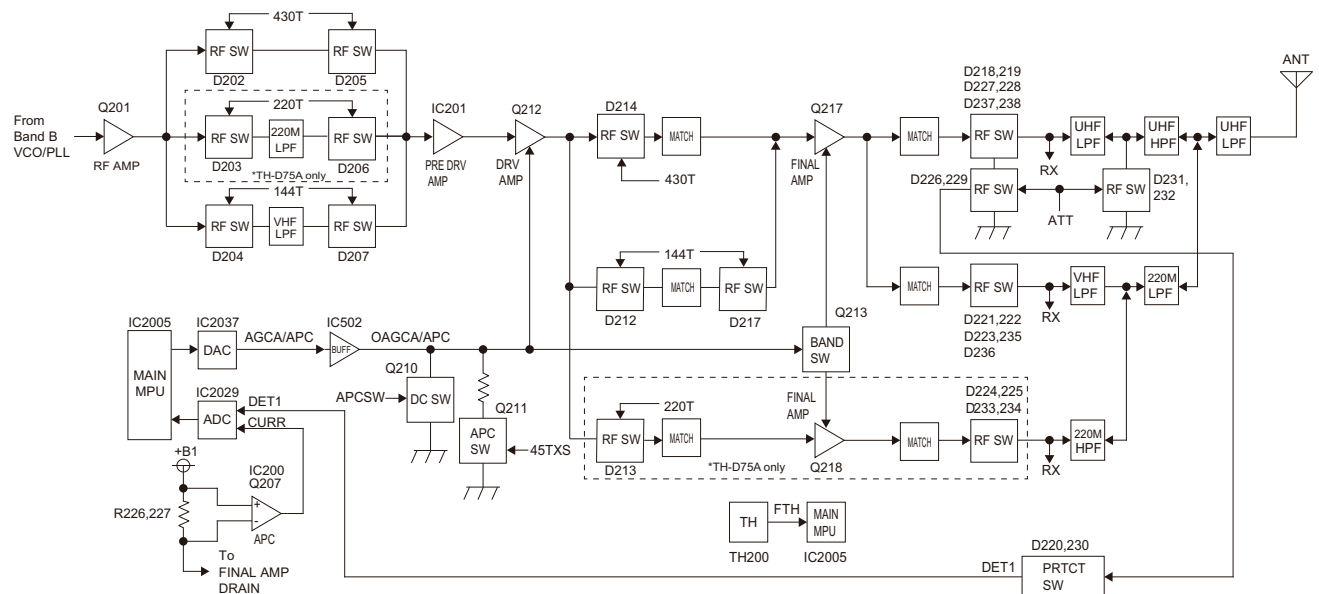 430T
RF SW
RF SW
D202
D205
From
Band B
VCO/PLL
Q201
RF AMP
220T
RF SW
220M
LPF
RF SW
D203
D206
*TH-D75A only
144T
RF SW
VHF
LPF
RF SW
D204
D207
IC201
PRE DRV
AMP
Q212
DRV
AMP
D214
RF SW
MATCH
430T
144T
RF SW
MATCH
RF SW
D212
D217
Q217
FINAL
AMP
MATCH
D218,219
D227,228
D237,238
RF SW
RX
UHF
LPF
UHF
HPF
UHF
LPF
ANT
D226,229
RF SW
ATT
RF SW
D231,
232
MATCH
RF SW
D221,222
D223,235
D236
RX
VHF
LPF
220M
LPF
Q213
BAND
SW
IC2005
MAIN
MPU
IC2037
DAC
AGCA/APC
IC502
BUFF
OAGCA/APC
IC2029
ADC
DET1
CURR
Q210
APCSW
DC SW
Q211
APC
SW
45TXS
+B1
R226,227
IC200
Q207
+
-
APC
To
FINAL AMP
DRAIN
220T
RF SW
MATCH
D213
FINAL
AMP
Q218
*TH-D75A only
MATCH
D224,225
D233,234
RF SW
RX
220M
HPF
TH
FTH
MAIN
MPU
TH200
IC2005
D220,230
DET1
PRTCT
SW